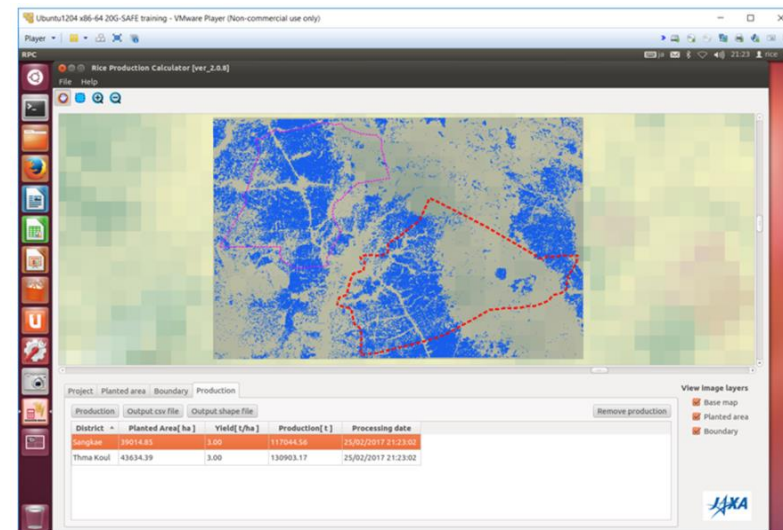 Ubuntu1204 x86-64 20G-SAFE training - VMware Player (Non-commercial use only)
Player
RPC
ja
21:23
rice
Rice Production Calculator [ver_2.0.8]
File Help
Project Planted area Boundary Production
View image layers
Base map
Planted area
Boundary
Production Output csv file Output shape file Remove production
District Planted Area[ ha ] Yield[ t/ha ] Production[ t ] Processing date
Sangkae 39014.85 3.00 117044.56 25/02/2017 21:23:02
Thma Koul 43634.39 3.00 130903.17 25/02/2017 21:23:02
JAXA